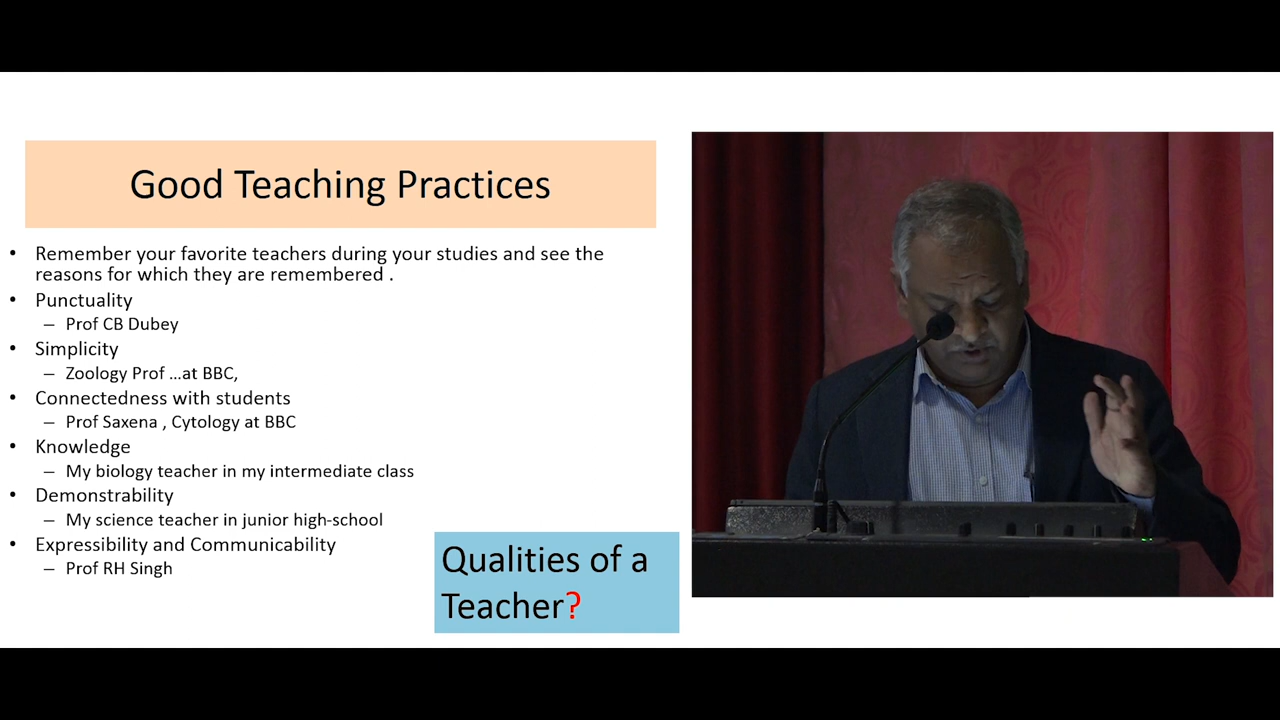 Good Teaching Practices
• Remember your favorite teachers during your studies and see the
reasons for which they are remembered .
• Punctuality
– Prof CB Dubey
• Simplicity
– Zoology Prof ...at BBC,
• Connectedness with students
– Prof Saxena , Cytology at BBC
• Knowledge
– My biology teacher in my intermediate class
• Demonstrability
– My science teacher in junior high-school
• Expressibility and Communicability
– Prof RH Singh
Qualities of a
Teacher?